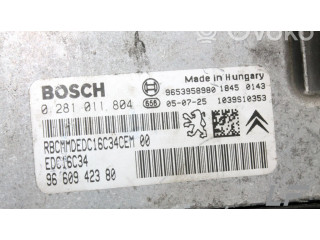 BOSCH
Made in Hungary
9653958980 1845 0143
0 281 011 804
656
05-07-25
1039S10353
RBCMMDEDC16C34CEM 00
EDC16C34
96 609 423 80